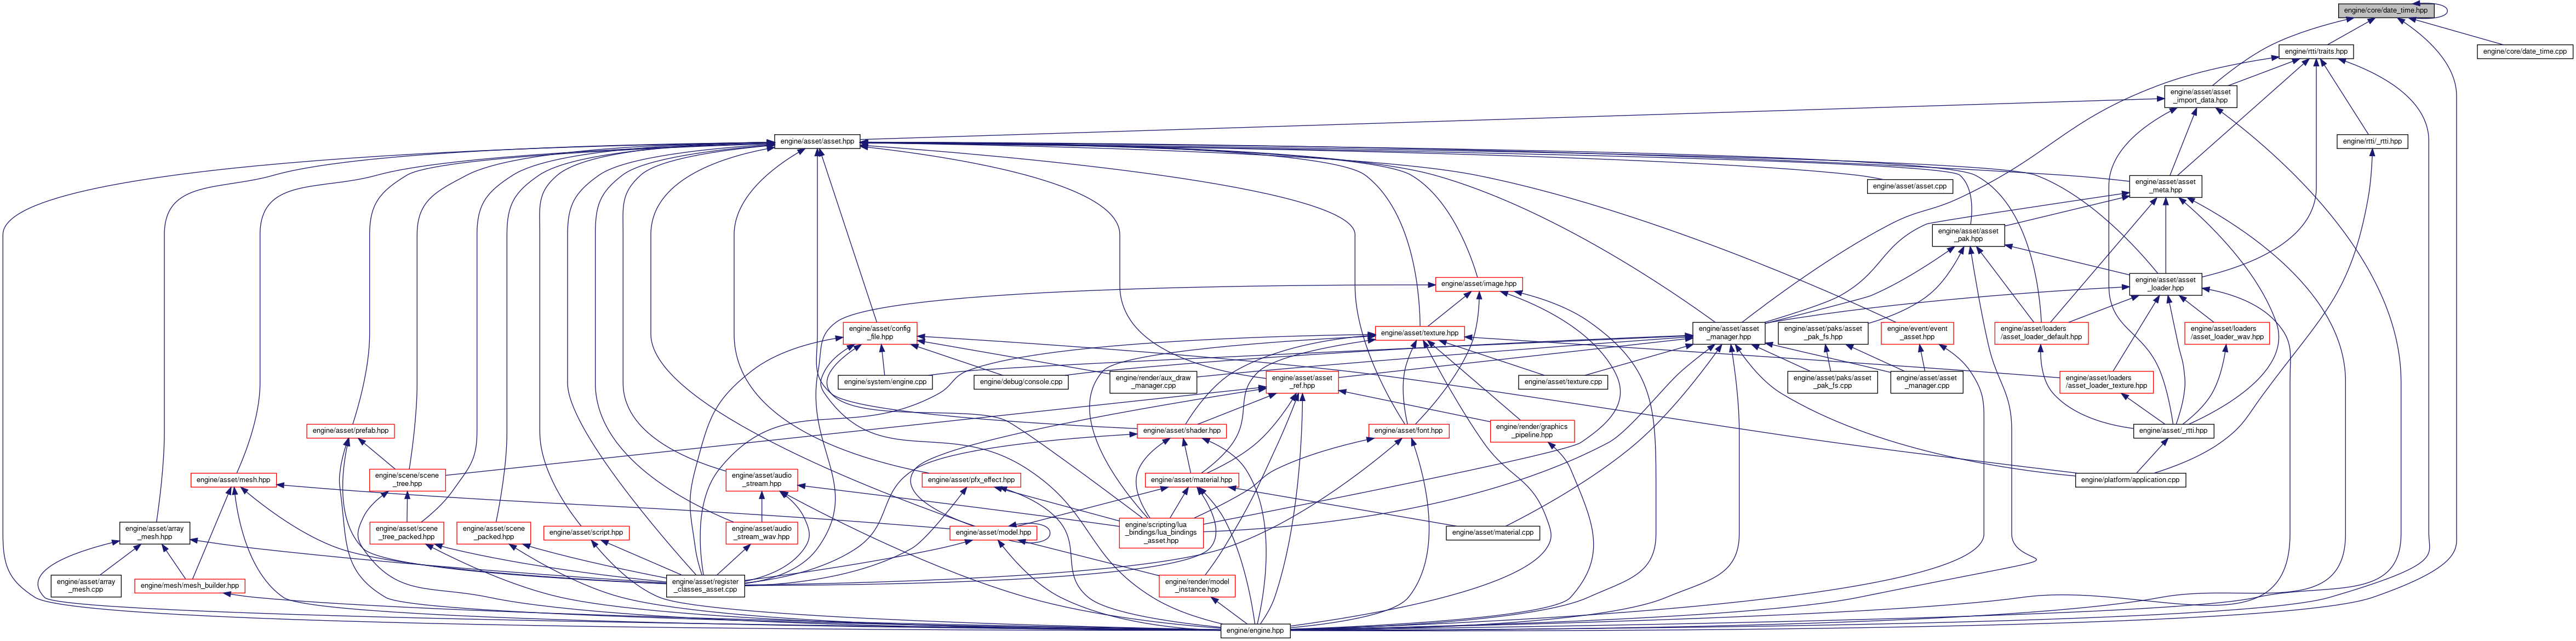 engine/core/date_time.hpp
engine/rtti/traits.hpp
engine/core/date_time.cpp
engine/asset/asset
_import_data.hpp
engine/asset/asset.hpp
engine/rtti/_rtti.hpp
engine/asset/asset.cpp
engine/asset/asset
_meta.hpp
engine/asset/asset
_pak.hpp
engine/asset/image.hpp
engine/asset/asset
_loader.hpp
engine/asset/config
_file.hpp
engine/asset/texture.hpp
engine/asset/asset
_manager.hpp
engine/asset/paks/asset
_pak_fs.hpp
engine/event/event
_asset.hpp
engine/asset/loaders
/asset_loader_default.hpp
engine/asset/loaders
/asset_loader_wav.hpp
engine/system/engine.cpp
engine/debug/console.cpp
engine/render/aux_draw
_manager.cpp
engine/asset/asset
_ref.hpp
engine/asset/texture.cpp
engine/asset/paks/asset
_pak_fs.cpp
engine/asset/asset
_manager.cpp
engine/asset/loaders
/asset_loader_texture.hpp
engine/asset/prefab.hpp
engine/asset/shader.hpp
engine/asset/font.hpp
engine/render/graphics
_pipeline.hpp
engine/asset/_rtti.hpp
engine/asset/mesh.hpp
engine/scene/scene
_tree.hpp
engine/asset/audio
_stream.hpp
engine/asset/pfx_effect.hpp
engine/asset/material.hpp
engine/platform/application.cpp
engine/asset/array
_mesh.hpp
engine/asset/scene
_tree_packed.hpp
engine/asset/scene
_packed.hpp
engine/asset/script.hpp
engine/asset/audio
_stream_wav.hpp
engine/asset/model.hpp
engine/scripting/lua
_bindings/lua_bindings
_asset.hpp
engine/asset/material.cpp
engine/asset/array
_mesh.cpp
engine/mesh/mesh_builder.hpp
engine/asset/register
_classes_asset.cpp
engine/render/model
_instance.hpp
engine/engine.hpp